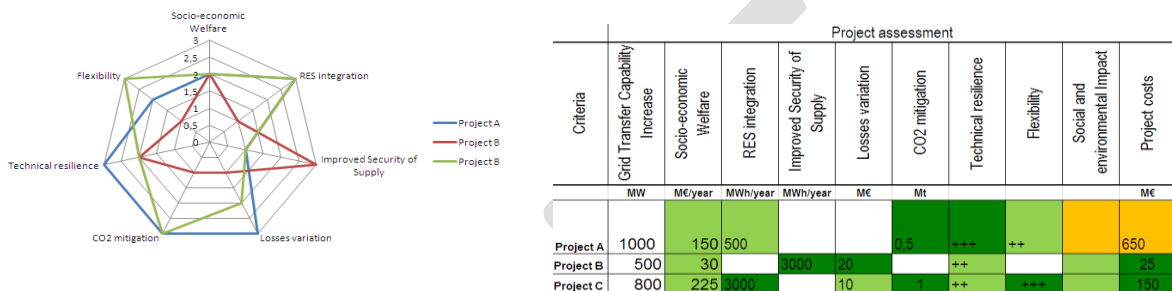 Socio-economic
Welfare
3
2,5
2
1,5
1
0,5
0
Flexibility
RES integration
Technical resilience
Improved Security of
Supply
CO2 mitigation
Losses variation
Project A
Project B
Project B
Project assessment
Criteria
Grid Transfer Capability
Increase
Socio-economic
Welfare
RES integration
Improved Security of
Supply
Losses variation
CO2 mitigation
Technical resilience
Flexibility
Social and
environmental Impact
Project costs
MW M€/year MWh/year MWh/year M€ Mt M€
Project A 1000 150 500 0,5 +++ ++ 650
Project B 500 30 3000 20 ++ 25
Project C 800 225 3000 10 1 ++ +++ 150